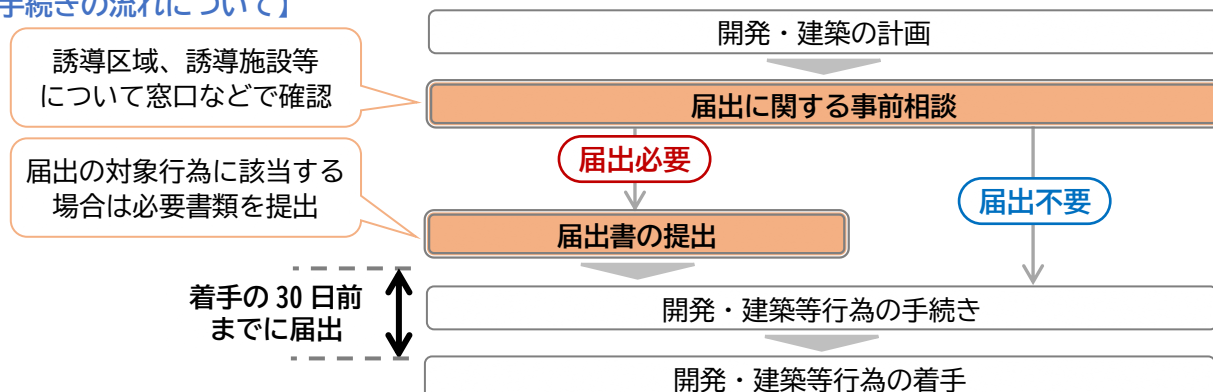 手続きの流れについて】
開発・建築の計画
誘導区域、誘導施設等
について窓口などで確認
届出に関する事前相談
届出必要
届出の対象行為に該当する
場合は必要書類を提出
届出不要
届出書の提出
着手の 30 日前
までに届出
開発・建築等行為の手続き
開発・建築等行為の着手